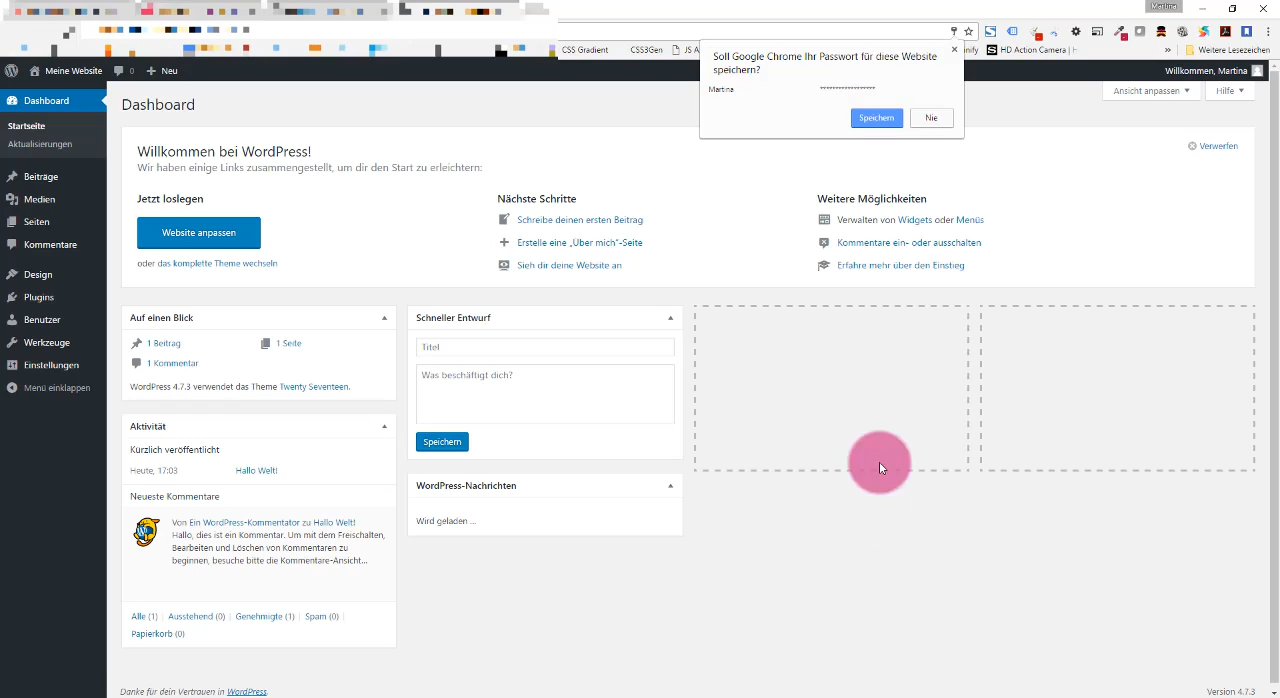 Martina
CSS Gradient
CSS3Gen
JS A
nify
HD Action Camera | H
»
Weitere Lesezeichen
Soll Google Chrome Ihr Passwort für diese Website
speichern?
Martina
******************
Speichern
Nie
Meine Website
0
Neu
Willkommen, Martina
Dashboard
Startseite
Aktualisierungen
Beiträge
Medien
Seiten
Kommentare
Design
Plugins
Benutzer
Werkzeuge
Einstellungen
Menü einklappen
Dashboard
Ansicht anpassen ▼
Hilfe ▼
Willkommen bei WordPress!
Wir haben einige Links zusammengestellt, um dir den Start zu erleichtern:
Verwerfen
Jetzt loslegen
Website anpassen
oder das komplette Theme wechseln
Nächste Schritte
Schreibe deinen ersten Beitrag
Erstelle eine „Über mich“-Seite
Sieh dir deine Website an
Weitere Möglichkeiten
Verwalten von Widgets oder Menüs
Kommentare ein- oder ausschalten
Erfahre mehr über den Einstieg
Auf einen Blick
1 Beitrag
1 Seite
1 Kommentar
WordPress 4.7.3 verwendet das Theme Twenty Seventeen.
Aktivität
Kürzlich veröffentlicht
Heute, 17:03
Hallo Welt!
Neueste Kommentare
Von Ein WordPress-Kommentator zu Hallo Welt!
Hallo, dies ist ein Kommentar. Um mit dem Freischalten,
Bearbeiten und Löschen von Kommentaren zu
beginnen, besuche bitte die Kommentare-Ansicht...
Alle (1) | Ausstehend (0) | Genehmigte (1) | Spam (0) |
Papierkorb (0)
Schneller Entwurf
Titel
Was beschäftigt dich?
Speichern
WordPress-Nachrichten
Wird geladen ...
Danke für dein Vertrauen in WordPress.
Version 4.7.3